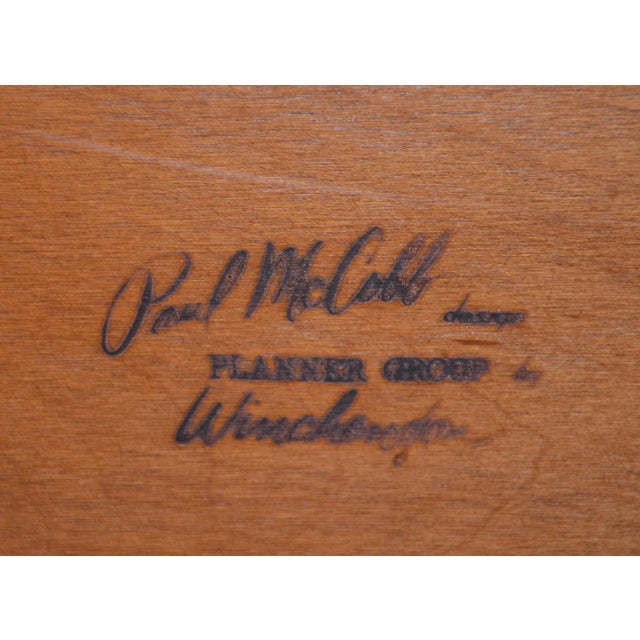 Paul McCobb design
PLANNER GROUP by
Winchendon